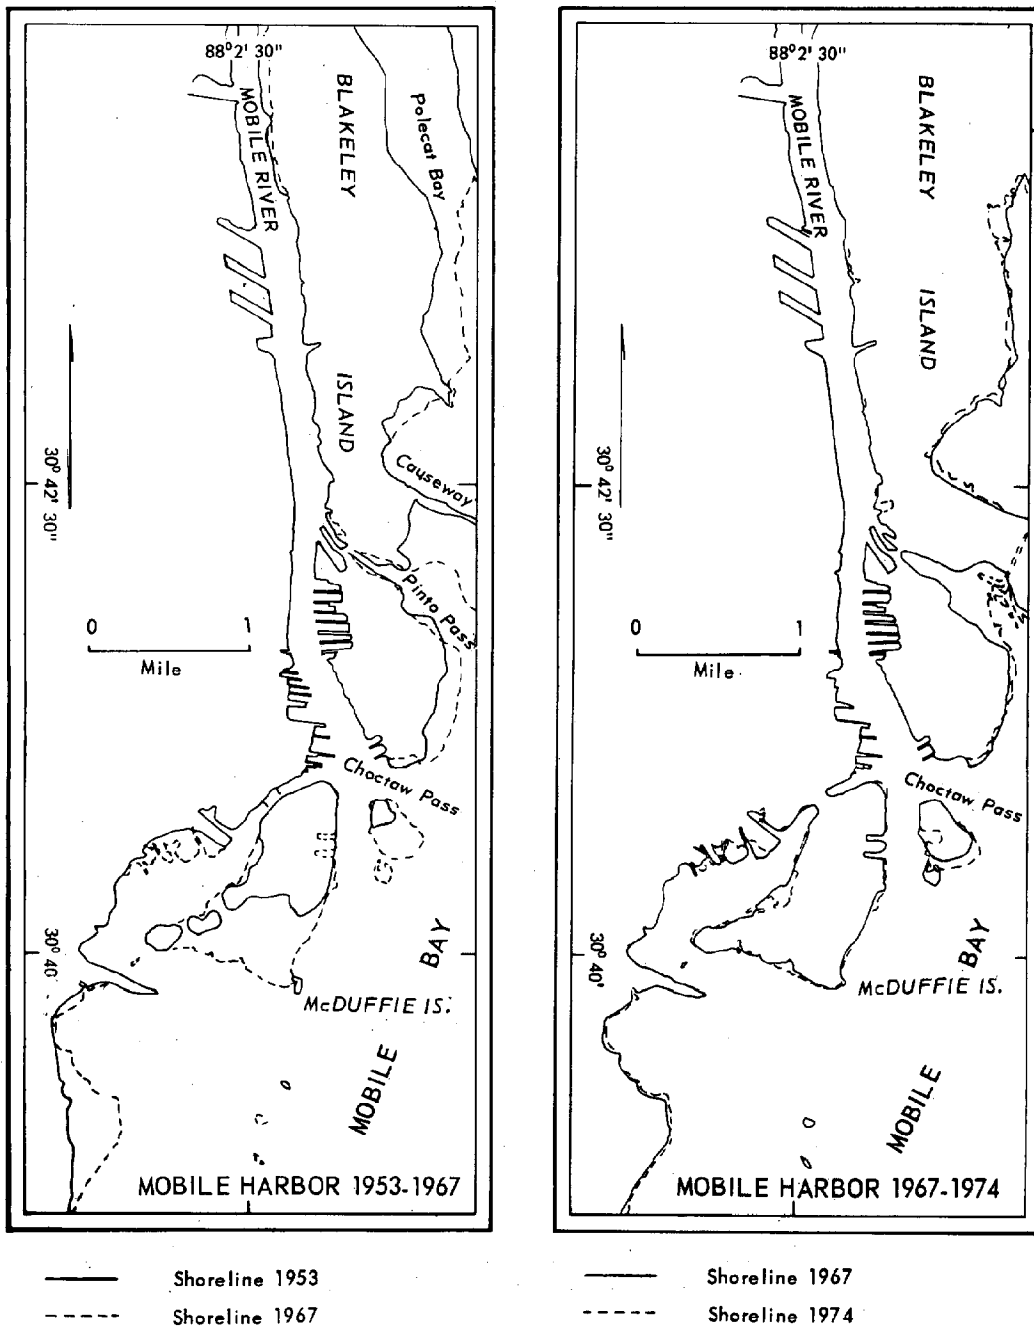 88° 2' 30"
BLAKELEY
Polecat Bay
MOBILE RIVER
ISLAND
30° 42' 30"
Causeway
Pinto Pass
0 1
Mile
Choctaw Pass
30° 40'
BAY
McDUFFIE IS.
MOBILE
MOBILE HARBOR 1953-1967
Shoreline 1953
Shoreline 1967
88° 2' 30"
BLAKELEY
MOBILE RIVER
ISLAND
30° 42' 30"
0 1
Mile
Choctaw Pass
30° 40'
BAY
McDUFFIE IS.
MOBILE
MOBILE HARBOR 1967-1974
Shoreline 1967
Shoreline 1974